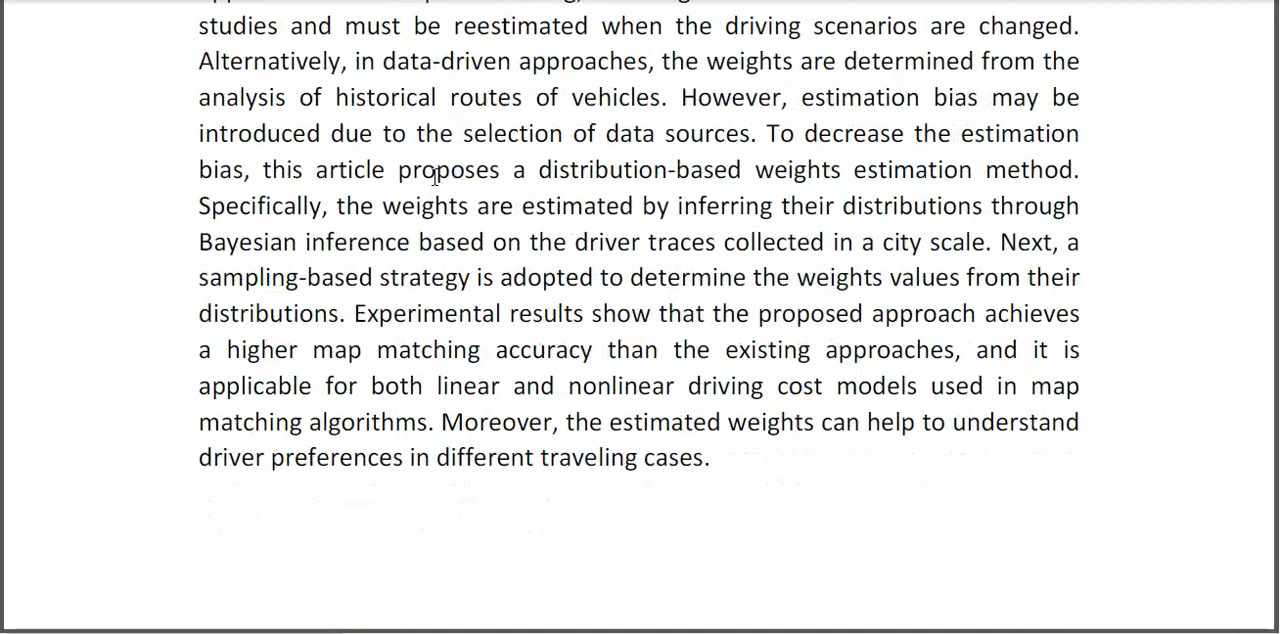 studies and must be reestimated when the driving scenarios are changed.
Alternatively, in data-driven approaches, the weights are determined from the
analysis of historical routes of vehicles. However, estimation bias may be
introduced due to the selection of data sources. To decrease the estimation
bias, this article proposes a distribution-based weights estimation method.
Specifically, the weights are estimated by inferring their distributions through
Bayesian inference based on the driver traces collected in a city scale. Next, a
sampling-based strategy is adopted to determine the weights values from their
distributions. Experimental results show that the proposed approach achieves
a higher map matching accuracy than the existing approaches, and it is
applicable for both linear and nonlinear driving cost models used in map
matching algorithms. Moreover, the estimated weights can help to understand
driver preferences in different traveling cases.